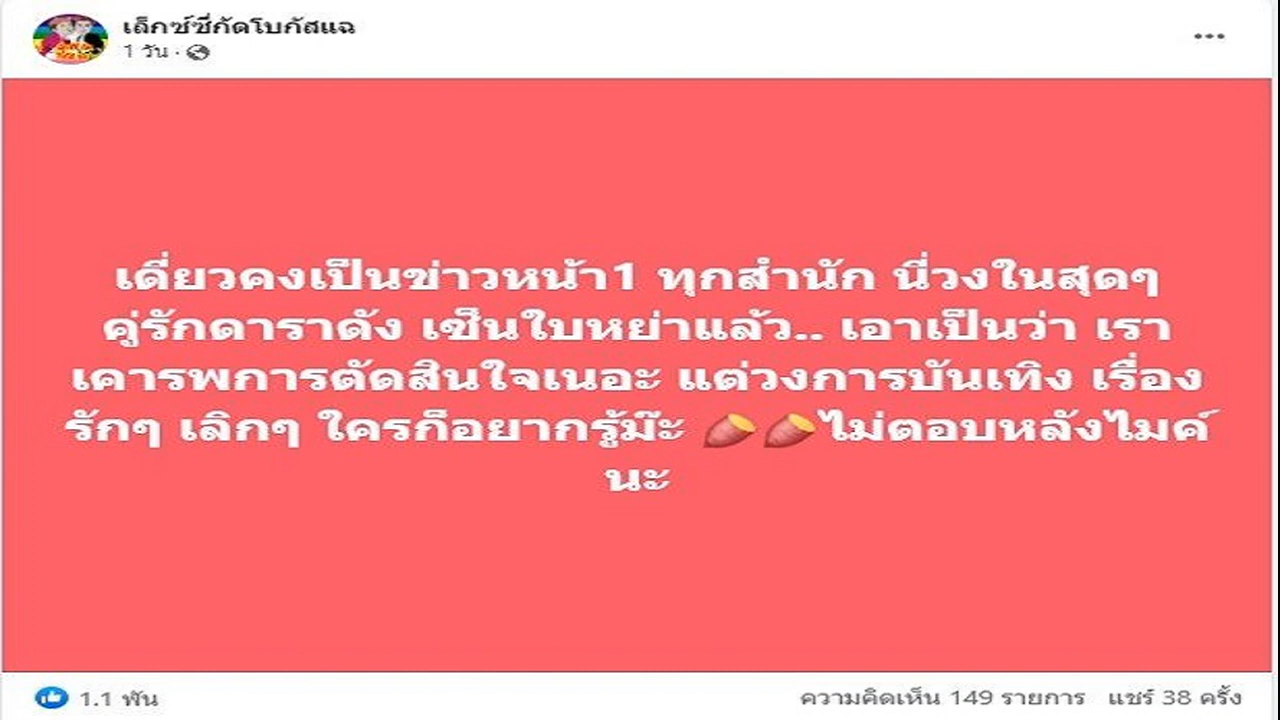 เล็กซ์ซี่กัดโบกัสแฉ
1 วัน ·
เดี่ยวคงเป็นข่าวหน้า1 ทุกสำนัก นี่วงในสุดๆ
คู่รักดาราดัง เซ็นใบหย่าแล้ว.. เอาเป็นว่า เรา
เคารพการตัดสินใจเนอะ แต่วงการบันเทิง เรื่อง
รักๆ เลิกๆ ใครก็อยากรู้ม๊ะ 🍠🍠ไม่ตอบหลังไมค์
นะ
1.1 พัน
ความคิดเห็น 149 รายการ แชร์ 38 ครั้ง